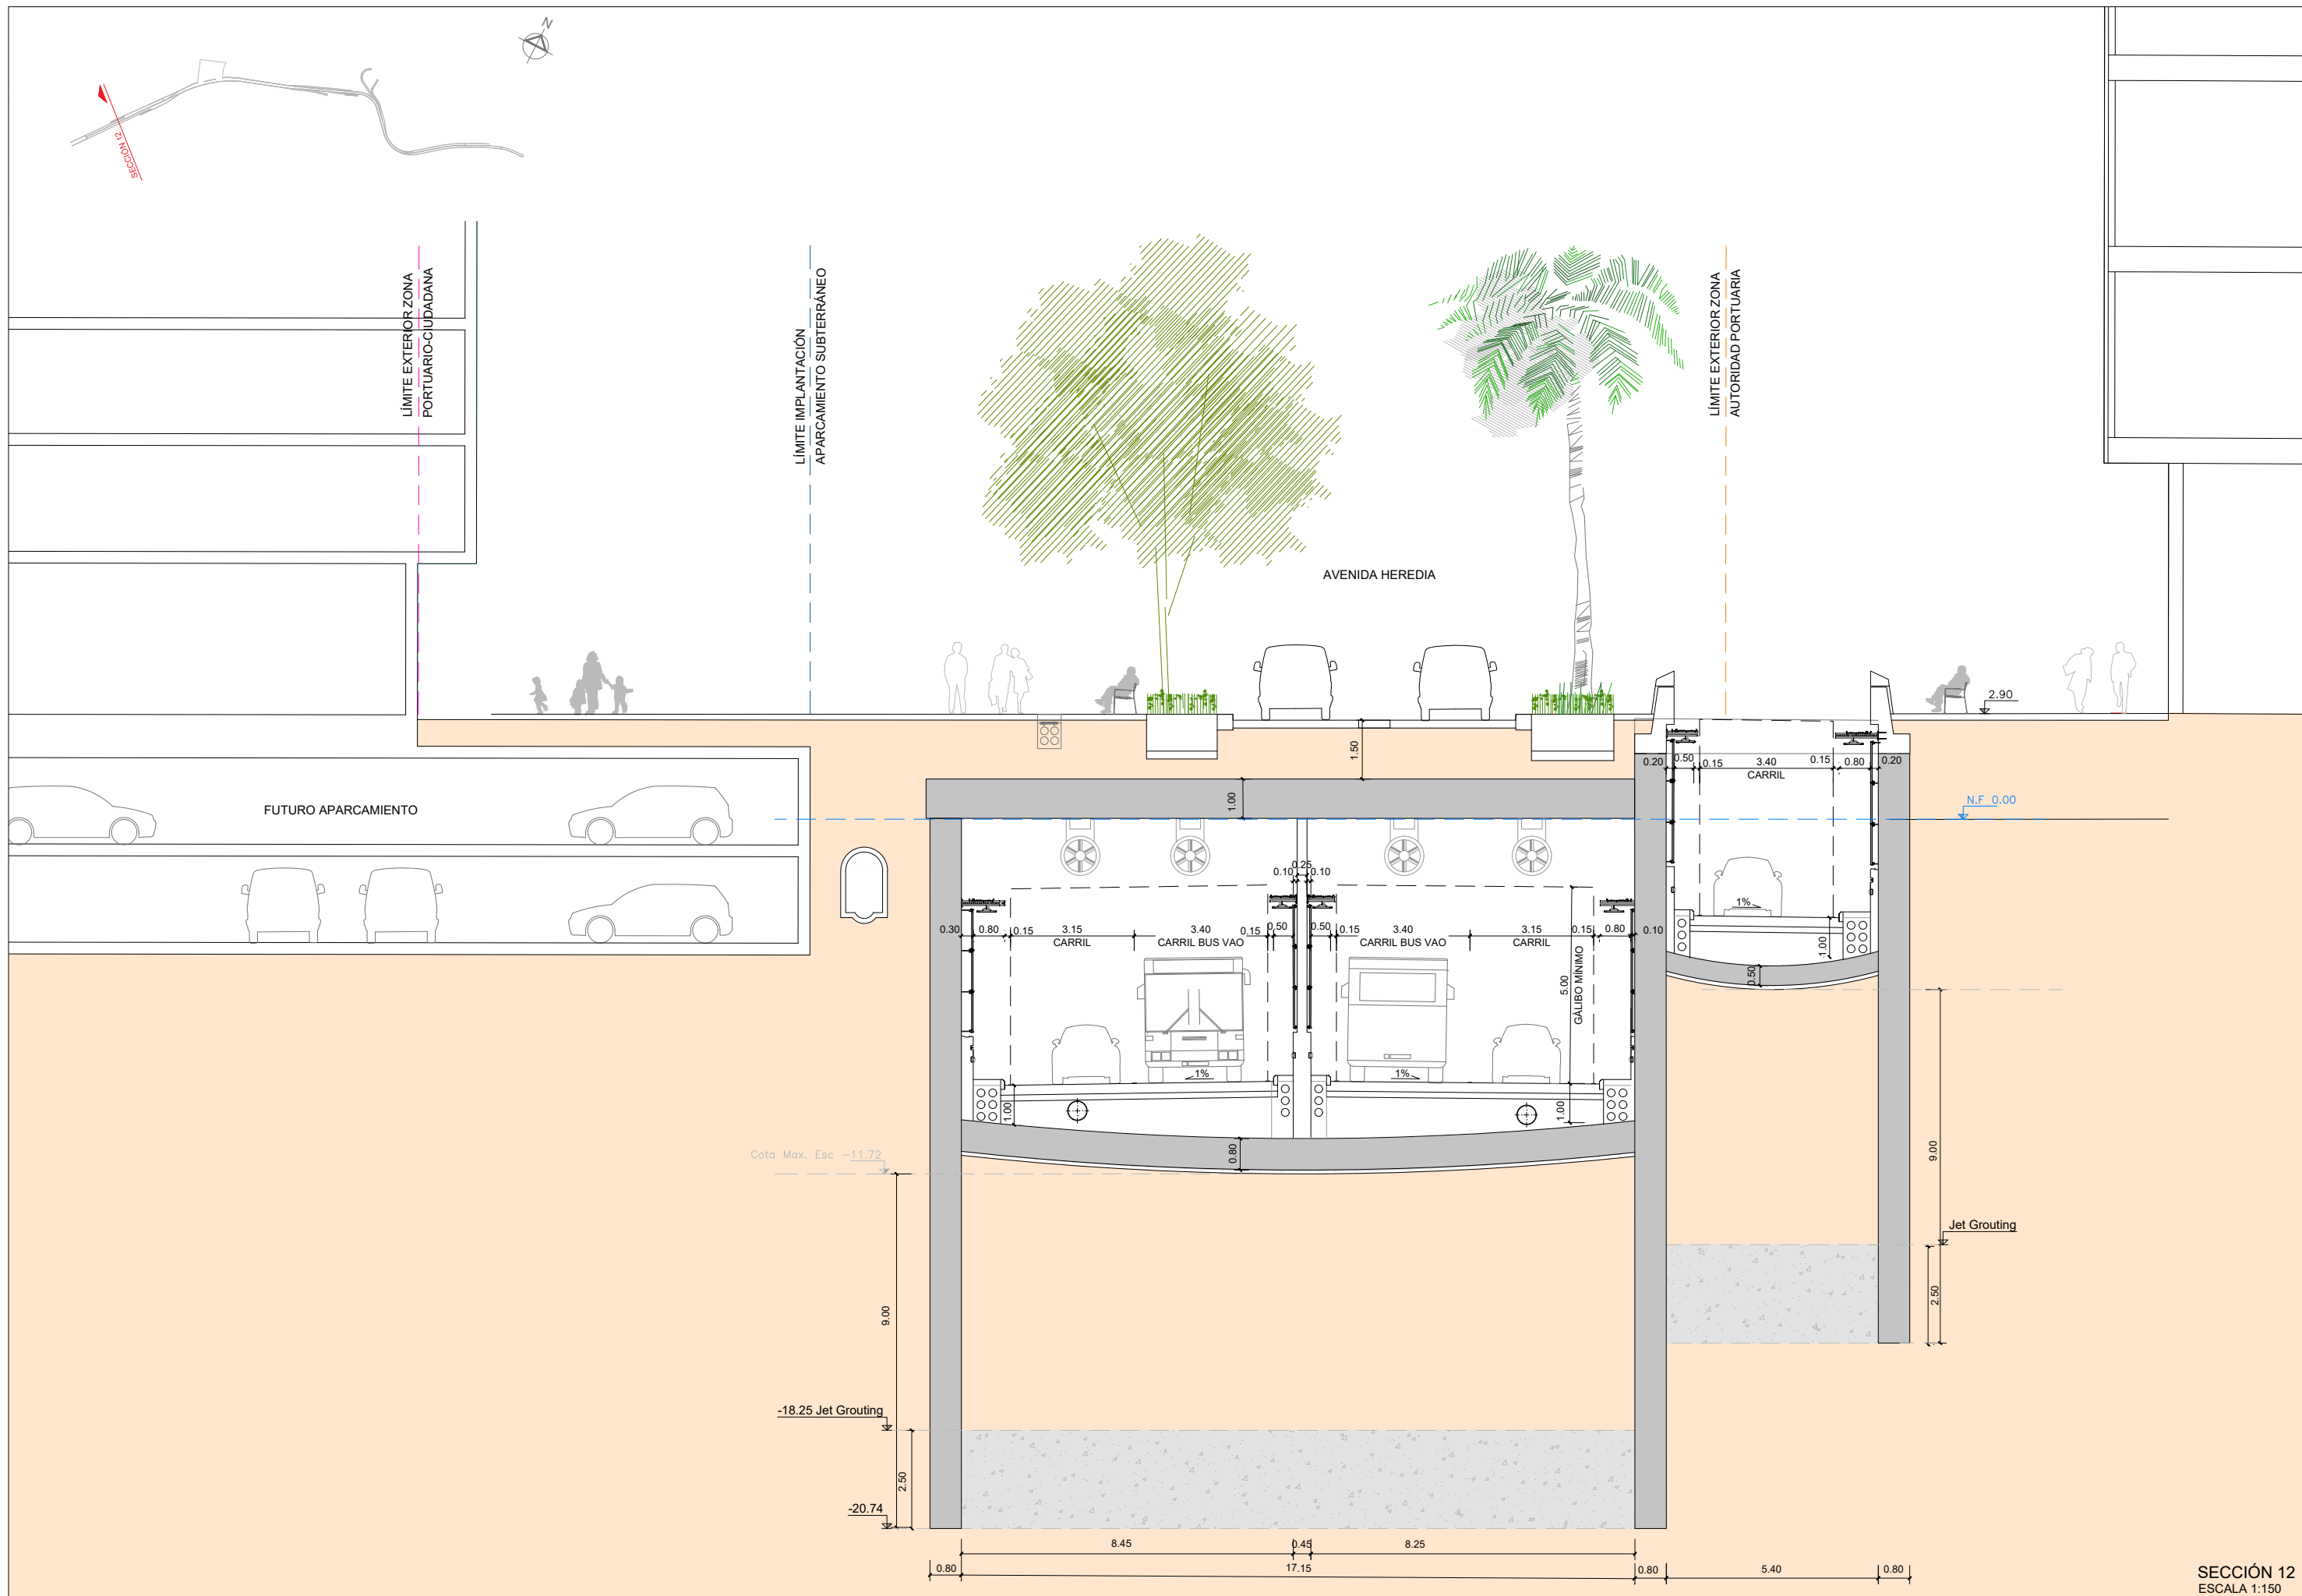 N
SECCIÓN 12
LÍMITE EXTERIOR ZONA
PORTUARIO-CIUDADANA
LÍMITE IMPLANTACIÓN
APARCAMIENTO SUBTERRÁNEO
LÍMITE EXTERIOR ZONA
AUTORIDAD PORTUARIA
AVENIDA HEREDIA
2.90
1.50
0.20 0.50 0.15 3.40 0.15 0.80 0.20
CARRIL
FUTURO APARCAMIENTO
1.00
N.F 0.00
0.25
0.10 0.10
1%
0.30 0.80 0.15 3.15 3.40 0.15 0.50 0.50 0.15 3.40 3.15 0.15 0.80 0.10
CARRIL CARRIL BUS VAO CARRIL BUS VAO CARRIL
1.00
0.50
5.00
GÁLIBO MÍNIMO
1% 1%
1.00 1.00
0.80
Cota Max. Esc -11.72
9.00
Jet Grouting
2.50
9.00
-18.25 Jet Grouting
2.50
-20.74
8.45 0.45 8.25
0.80 17.15 0.80 5.40 0.80
SECCIÓN 12
ESCALA 1:150